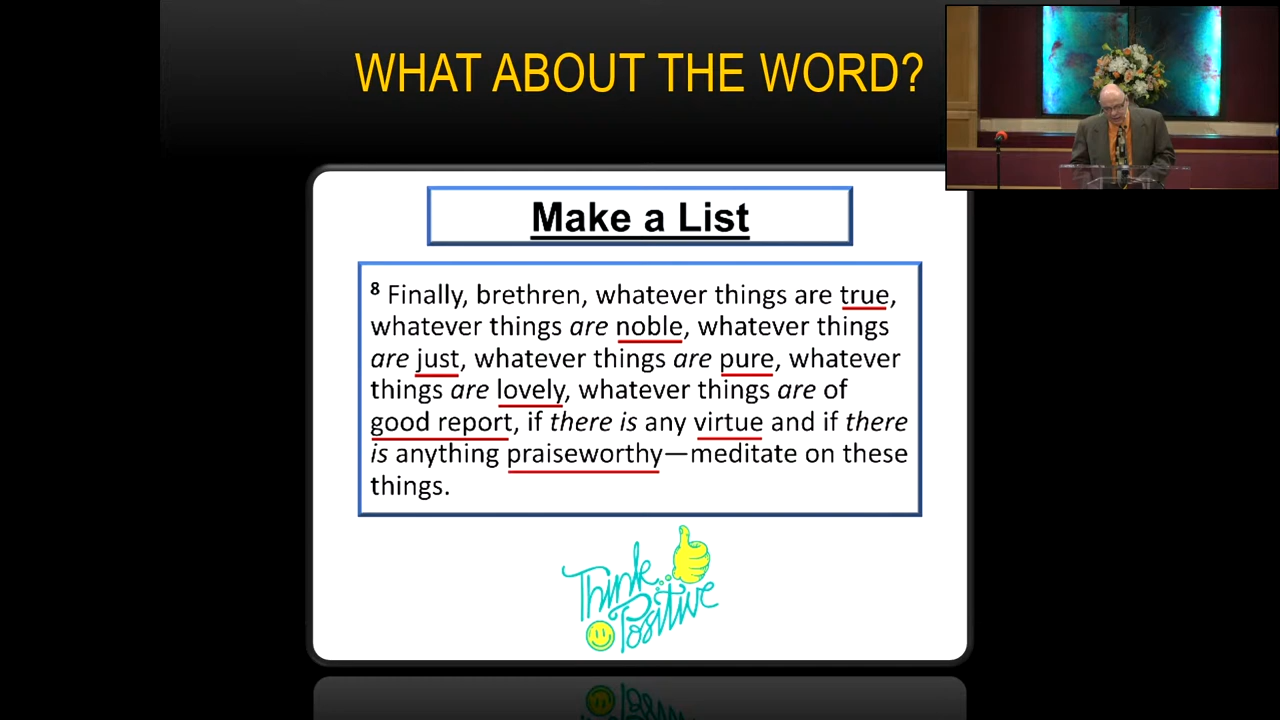 WHAT ABOUT THE WORD?
Make a List
8 Finally, brethren, whatever things are true,
whatever things are noble, whatever things
are just, whatever things are pure, whatever
things are lovely, whatever things are of
good report, if there is any virtue and if there
is anything praiseworthy—meditate on these
things.
Think..
Positive